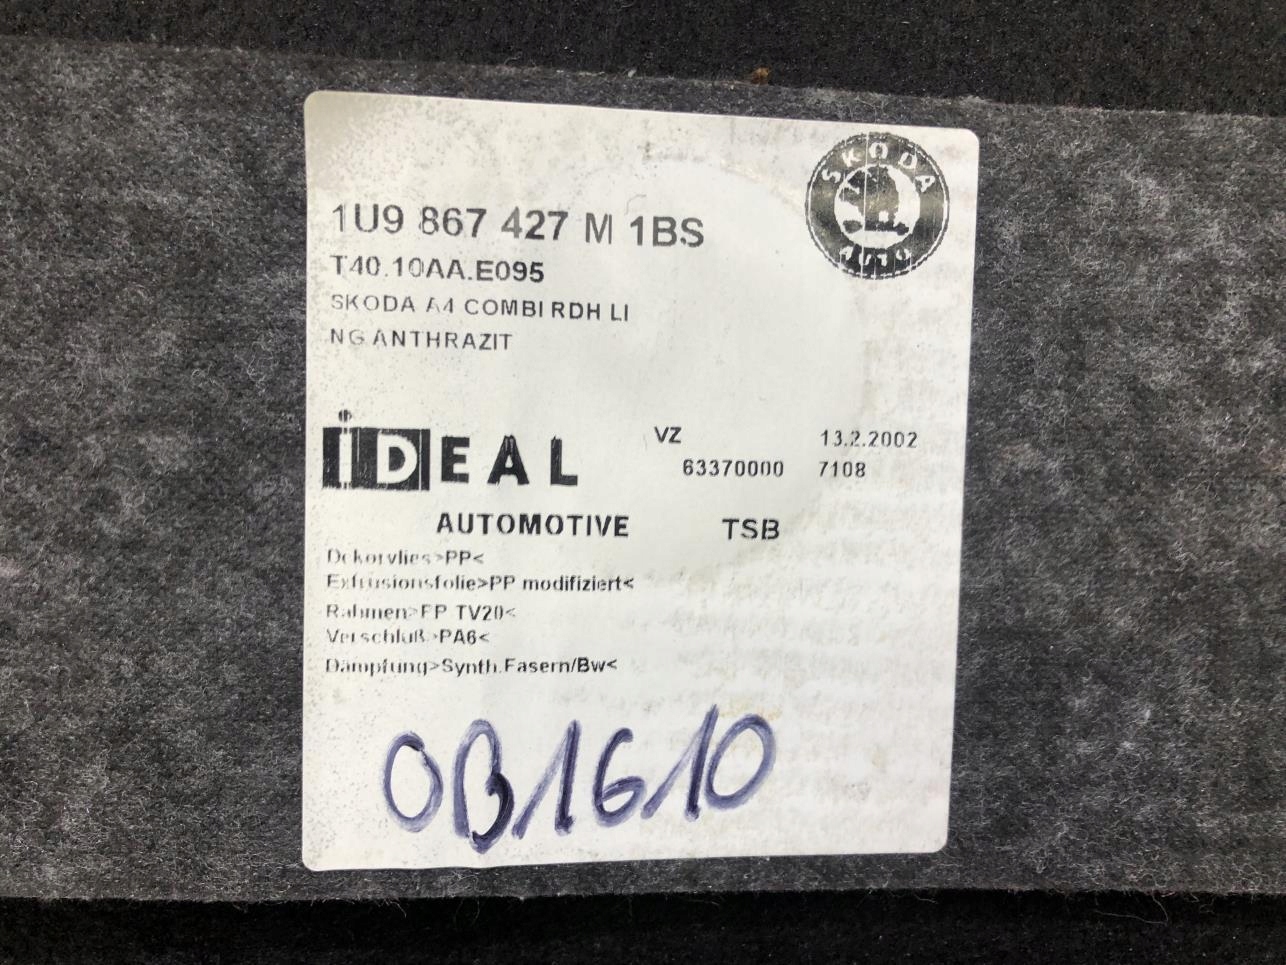 1U9 867 427 M 1BS
SKODA
AUTO
T40.10AA.E095
SKODA A4 COMBI RDH LI
NG ANTHRAZIT
iDEAL
AUTOMOTIVE
VZ 13.2.2002
63370000 7108
TSB
Dekorvlies>PP<
Extrusionsfolie>PP modifiziert<
Rahmen>PP TV20<
Verschluß>PA6<
Dämpfung>Synth.Fasern/Bw<
OB1610